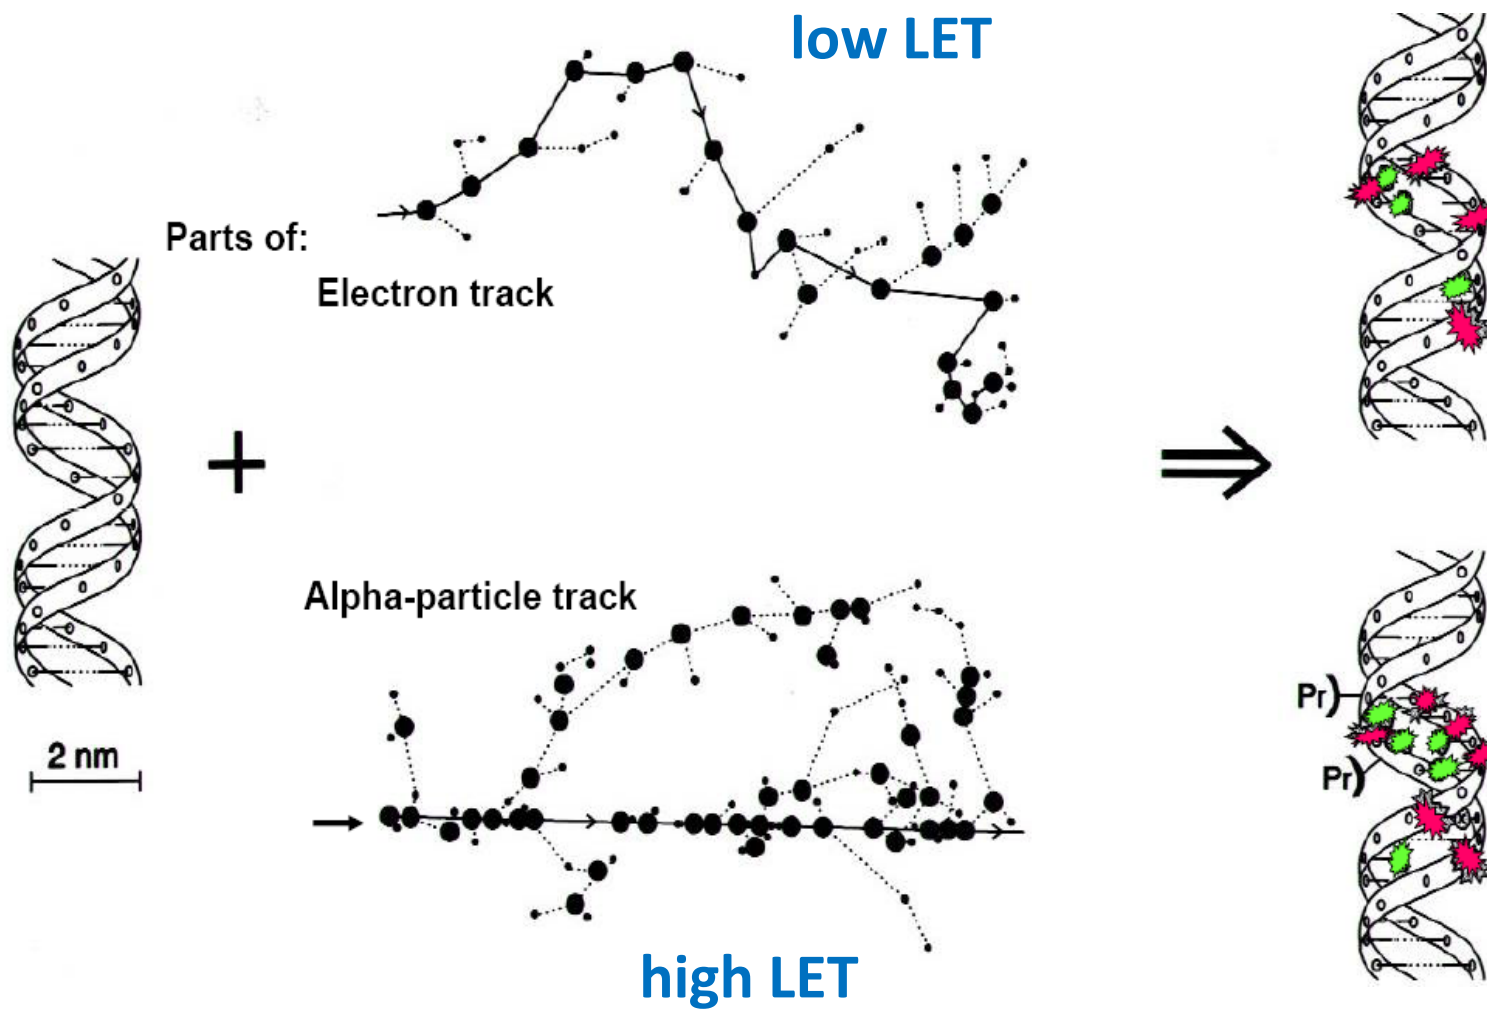 low LET
Parts of:
Electron track
Alpha-particle track
2 nm
Pr)
Pr)
high LET